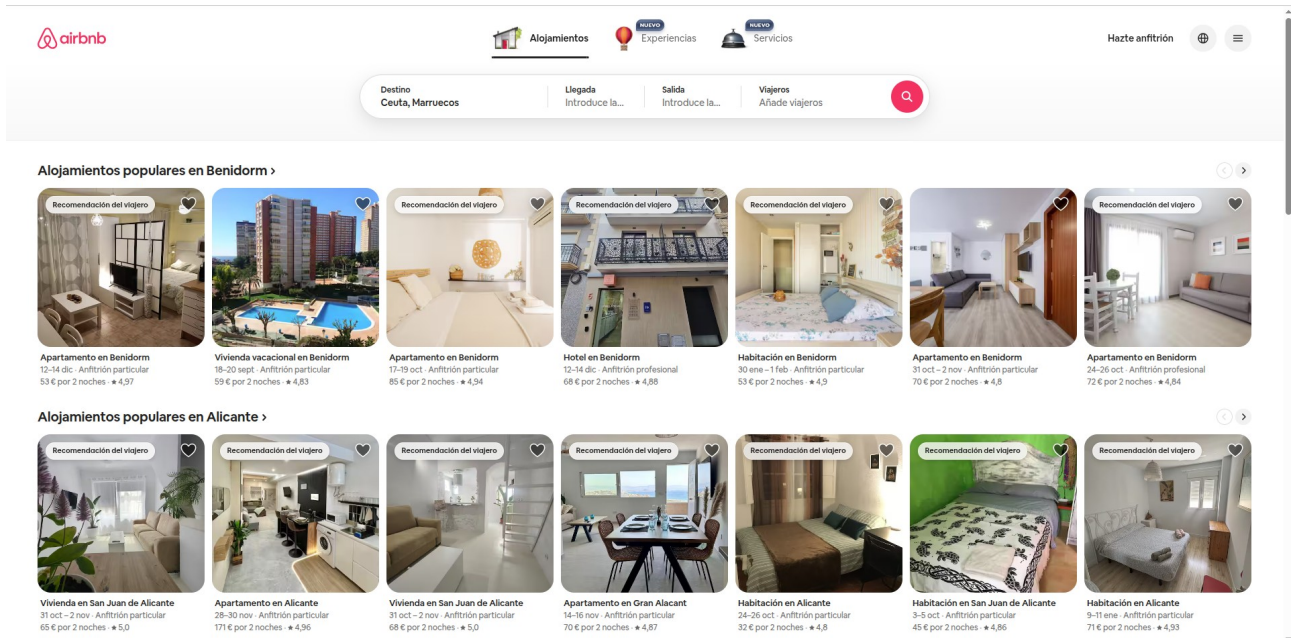 airbnb
Alojamientos
NUEVO
Experiencias
NUEVO
Servicios
Hazte anfitrión
Destino
Ceuta, Marruecos
Llegada
Introduce la...
Salida
Introduce la...
Viajeros
Añade viajeros
Alojamientos populares en Benidorm ›
Recomendación del viajero
Apartamento en Benidorm
12–14 dic · Anfitrión particular
53 € por 2 noches · ★ 4,97
Vivienda vacacional en Benidorm
18–20 sept · Anfitrión particular
59 € por 2 noches · ★ 4,83
Recomendación del viajero
Apartamento en Benidorm
17–19 oct · Anfitrión particular
85 € por 2 noches · ★ 4,94
Recomendación del viajero
Hotel en Benidorm
12–14 dic · Anfitrión profesional
68 € por 2 noches · ★ 4,88
Recomendación del viajero
Habitación en Benidorm
30 ene – 1 feb · Anfitrión particular
53 € por 2 noches · ★ 4,9
Apartamento en Benidorm
31 oct – 2 nov · Anfitrión particular
70 € por 2 noches · ★ 4,8
Recomendación del viajero
Apartamento en Benidorm
24–26 oct · Anfitrión profesional
72 € por 2 noches · ★ 4,84
Alojamientos populares en Alicante ›
Recomendación del viajero
Vivienda en San Juan de Alicante
31 oct – 2 nov · Anfitrión particular
65 € por 2 noches · ★ 5,0
Recomendación del viajero
Apartamento en Alicante
28–30 nov · Anfitrión particular
171 € por 2 noches · ★ 4,96
Recomendación del viajero
Vivienda en San Juan de Alicante
31 oct – 2 nov · Anfitrión particular
68 € por 2 noches · ★ 5,0
Recomendación del viajero
Apartamento en Gran Alacant
14–16 nov · Anfitrión particular
70 € por 2 noches · ★ 4,87
Recomendación del viajero
Habitación en Alicante
24–26 oct · Anfitrión particular
32 € por 2 noches · ★ 4,8
Recomendación del viajero
Habitación en San Juan de Alicante
3–5 oct · Anfitrión particular
45 € por 2 noches · ★ 4,86
Recomendación del viajero
Habitación en Alicante
9–11 ene · Anfitrión particular
71 € por 2 noches · ★ 4,93